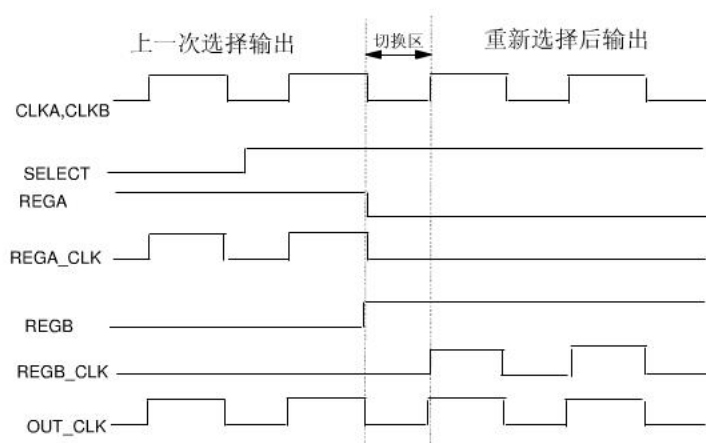 上一次选择输出
切换区
重新选择后输出
CLKA,CLKB
SELECT
REGA
REGA_CLK
REGB
REGB_CLK
OUT_CLK